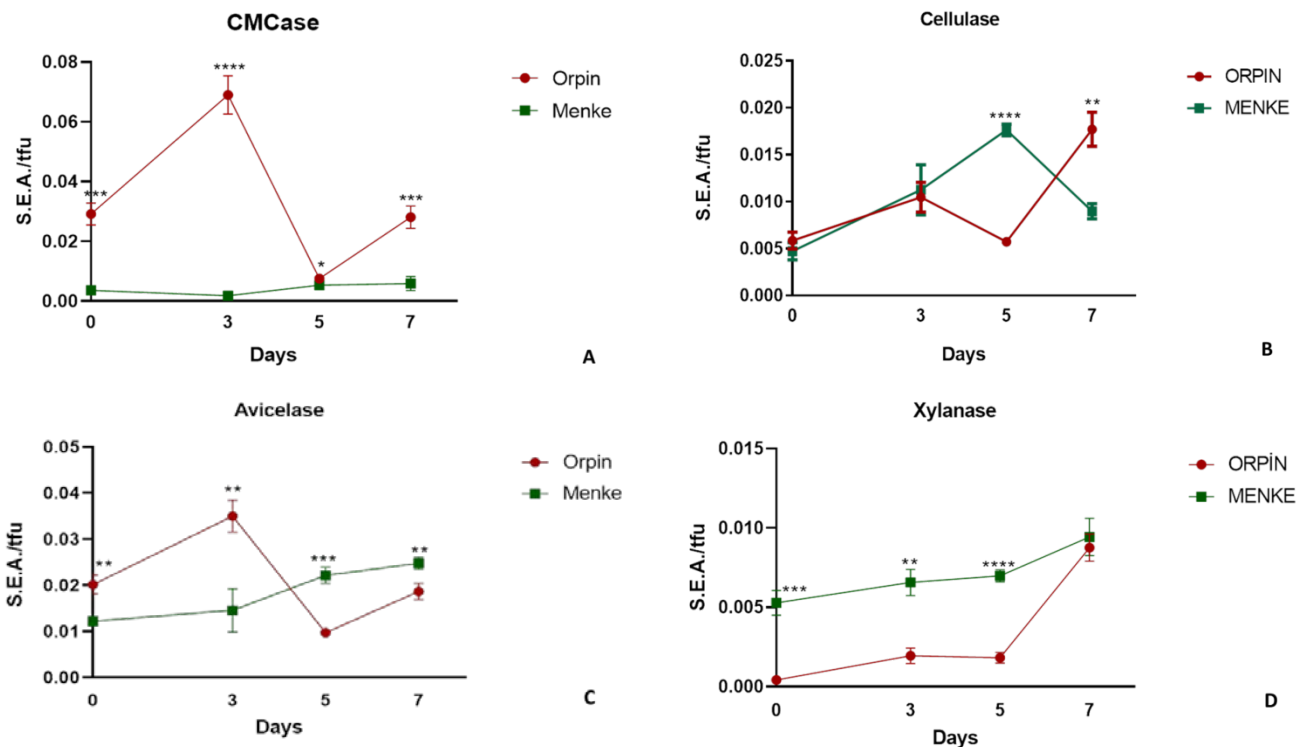 CMCase
0.08
0.06
0.04
0.02
0.00
S.E.A./tfu
***
****
*
***
0
3
5
7
Days
Orpin
Menke
A
Cellulase
0.025
0.020
0.015
0.010
0.005
0.000
S.E.A./tfu
****
**
0
3
5
7
Days
ORPIN
MENKE
B
Avicelase
0.05
0.04
0.03
0.02
0.01
0.00
S.E.A./tfu
**
**
***
**
0
3
5
7
Days
Orpin
Menke
C
Xylanase
0.015
0.010
0.005
0.000
S.E.A./tfu
***
**
****
0
3
5
7
Days
ORPİN
MENKE
D